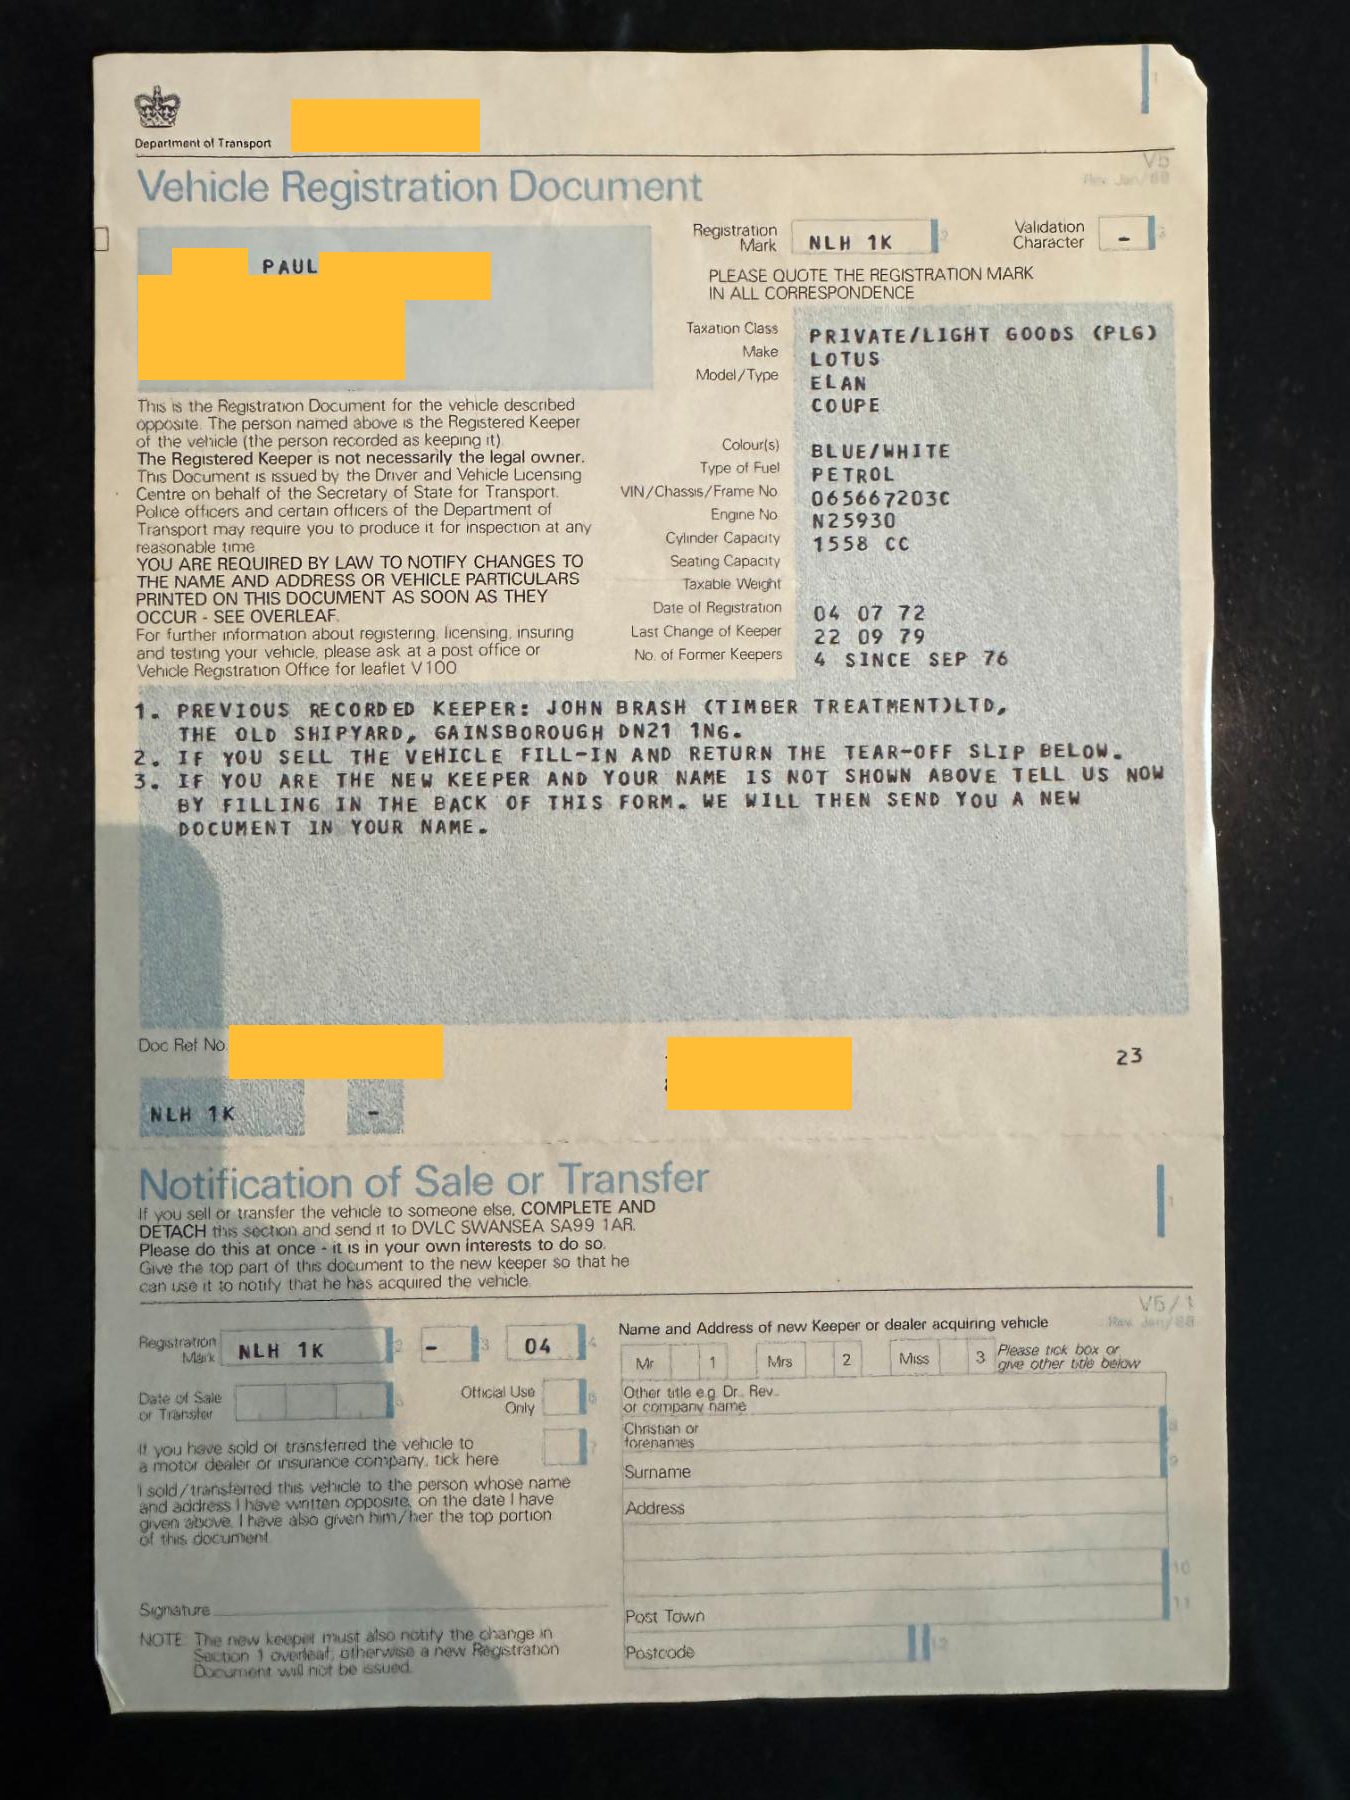 Department of Transport
V5
Rev. Jan/80
Vehicle Registration Document
PAUL
Registration Mark NLH 1K 2
Validation Character - 3
PLEASE QUOTE THE REGISTRATION MARK
IN ALL CORRESPONDENCE
Taxation Class PRIVATE/LIGHT GOODS (PLG)
Make LOTUS
Model/Type ELAN
COUPE
Colour(s) BLUE/WHITE
Type of Fuel PETROL
VIN/Chassis/Frame No 065667203C
Engine No N25930
Cylinder Capacity 1558 CC
Seating Capacity
Taxable Weight
Date of Registration 04 07 72
Last Change of Keeper 22 09 79
No. of Former Keepers 4 SINCE SEP 76
This is the Registration Document for the vehicle described
opposite. The person named above is the Registered Keeper
of the vehicle (the person recorded as keeping it).
The Registered Keeper is not necessarily the legal owner.
This Document is issued by the Driver and Vehicle Licensing
Centre on behalf of the Secretary of State for Transport.
Police officers and certain officers of the Department of
Transport may require you to produce it for inspection at any
reasonable time
YOU ARE REQUIRED BY LAW TO NOTIFY CHANGES TO
THE NAME AND ADDRESS OR VEHICLE PARTICULARS
PRINTED ON THIS DOCUMENT AS SOON AS THEY
OCCUR - SEE OVERLEAF.
For further information about registering, licensing, insuring
and testing your vehicle, please ask at a post office or
Vehicle Registration Office for leaflet V100
1. PREVIOUS RECORDED KEEPER: JOHN BRASH (TIMBER TREATMENT)LTD,
THE OLD SHIPYARD, GAINSBOROUGH DN21 1NG.
2. IF YOU SELL THE VEHICLE FILL-IN AND RETURN THE TEAR-OFF SLIP BELOW.
3. IF YOU ARE THE NEW KEEPER AND YOUR NAME IS NOT SHOWN ABOVE TELL US NOW
BY FILLING IN THE BACK OF THIS FORM. WE WILL THEN SEND YOU A NEW
DOCUMENT IN YOUR NAME.
Doc Ref No.
23
NLH 1K -
Notification of Sale or Transfer
If you sell or transfer the vehicle to someone else, COMPLETE AND
DETACH this section and send it to DVLC SWANSEA SA99 1AR.
Please do this at once - it is in your own interests to do so.
Give the top part of this document to the new keeper so that he
can use it to notify that he has acquired the vehicle.
V5/1
Rev. Jan/80
Registration Mark NLH 1K 2 - 3 04 4
Date of Sale or Transfer 5
Official Use Only 6
If you have sold or transferred the vehicle to
a motor dealer or insurance company, tick here 7
I sold/transferred this vehicle to the person whose name
and address I have written opposite, on the date I have
given above. I have also given him/her the top portion
of this document.
Signature
NOTE: The new keeper must also notify the change in
Section 1 overleaf, otherwise a new Registration
Document will not be issued.
Name and Address of new Keeper or dealer acquiring vehicle
Mr 1 Mrs 2 Miss 3 Please tick box or
give other title below
Other title e.g. Dr. Rev.
or company name
Christian or
forenames 8
Surname 9
Address
10
11
Post Town
Postcode 12